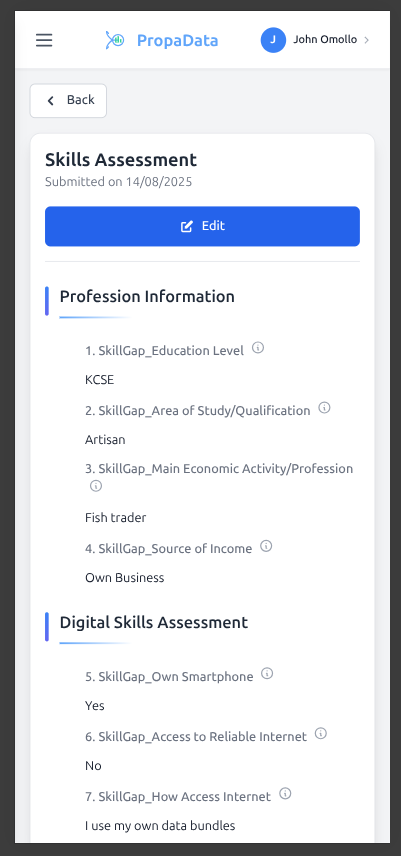 PropaData
J
John Omollo
Back
Skills Assessment
Submitted on 14/08/2025
Edit
Profession Information
1. SkillGap_Education Level
KCSE
2. SkillGap_Area of Study/Qualification
Artisan
3. SkillGap_Main Economic Activity/Profession
Fish trader
4. SkillGap_Source of Income
Own Business
Digital Skills Assessment
5. SkillGap_Own Smartphone
Yes
6. SkillGap_Access to Reliable Internet
No
7. SkillGap_How Access Internet
I use my own data bundles